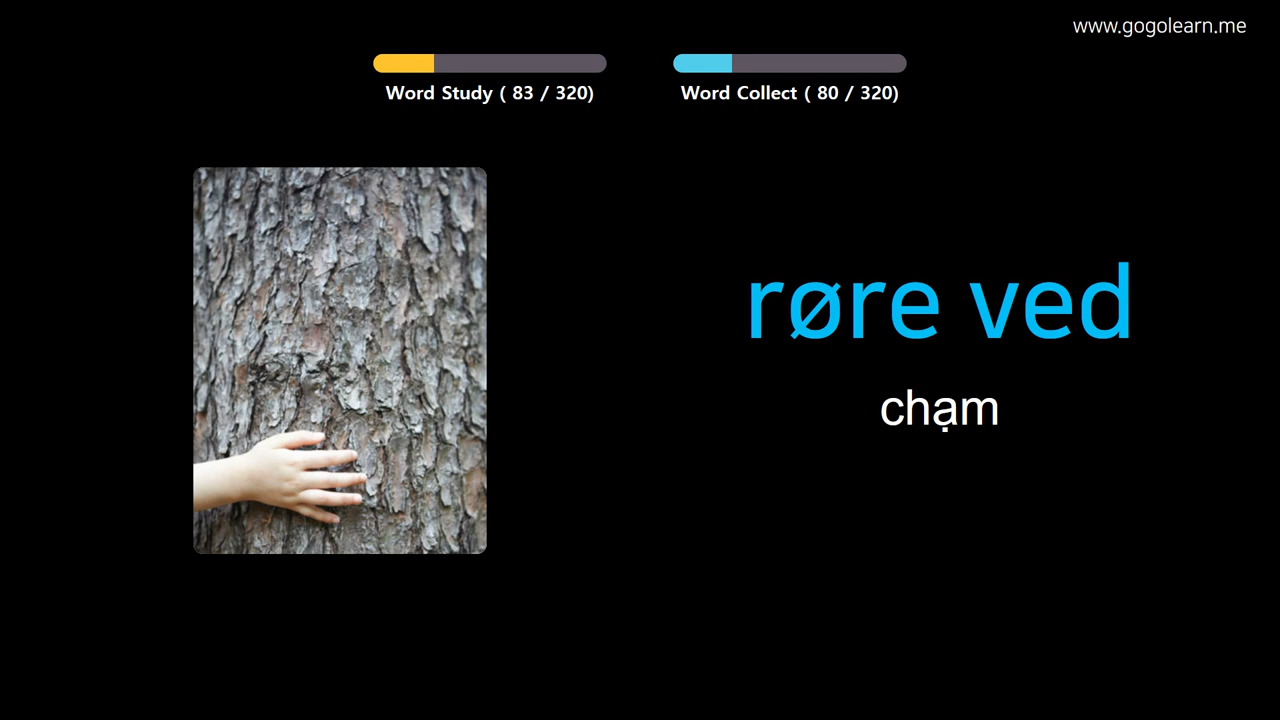 www.gogolearn.me
Word Study ( 83 / 320)
Word Collect ( 80 / 320)
røre ved
chạm